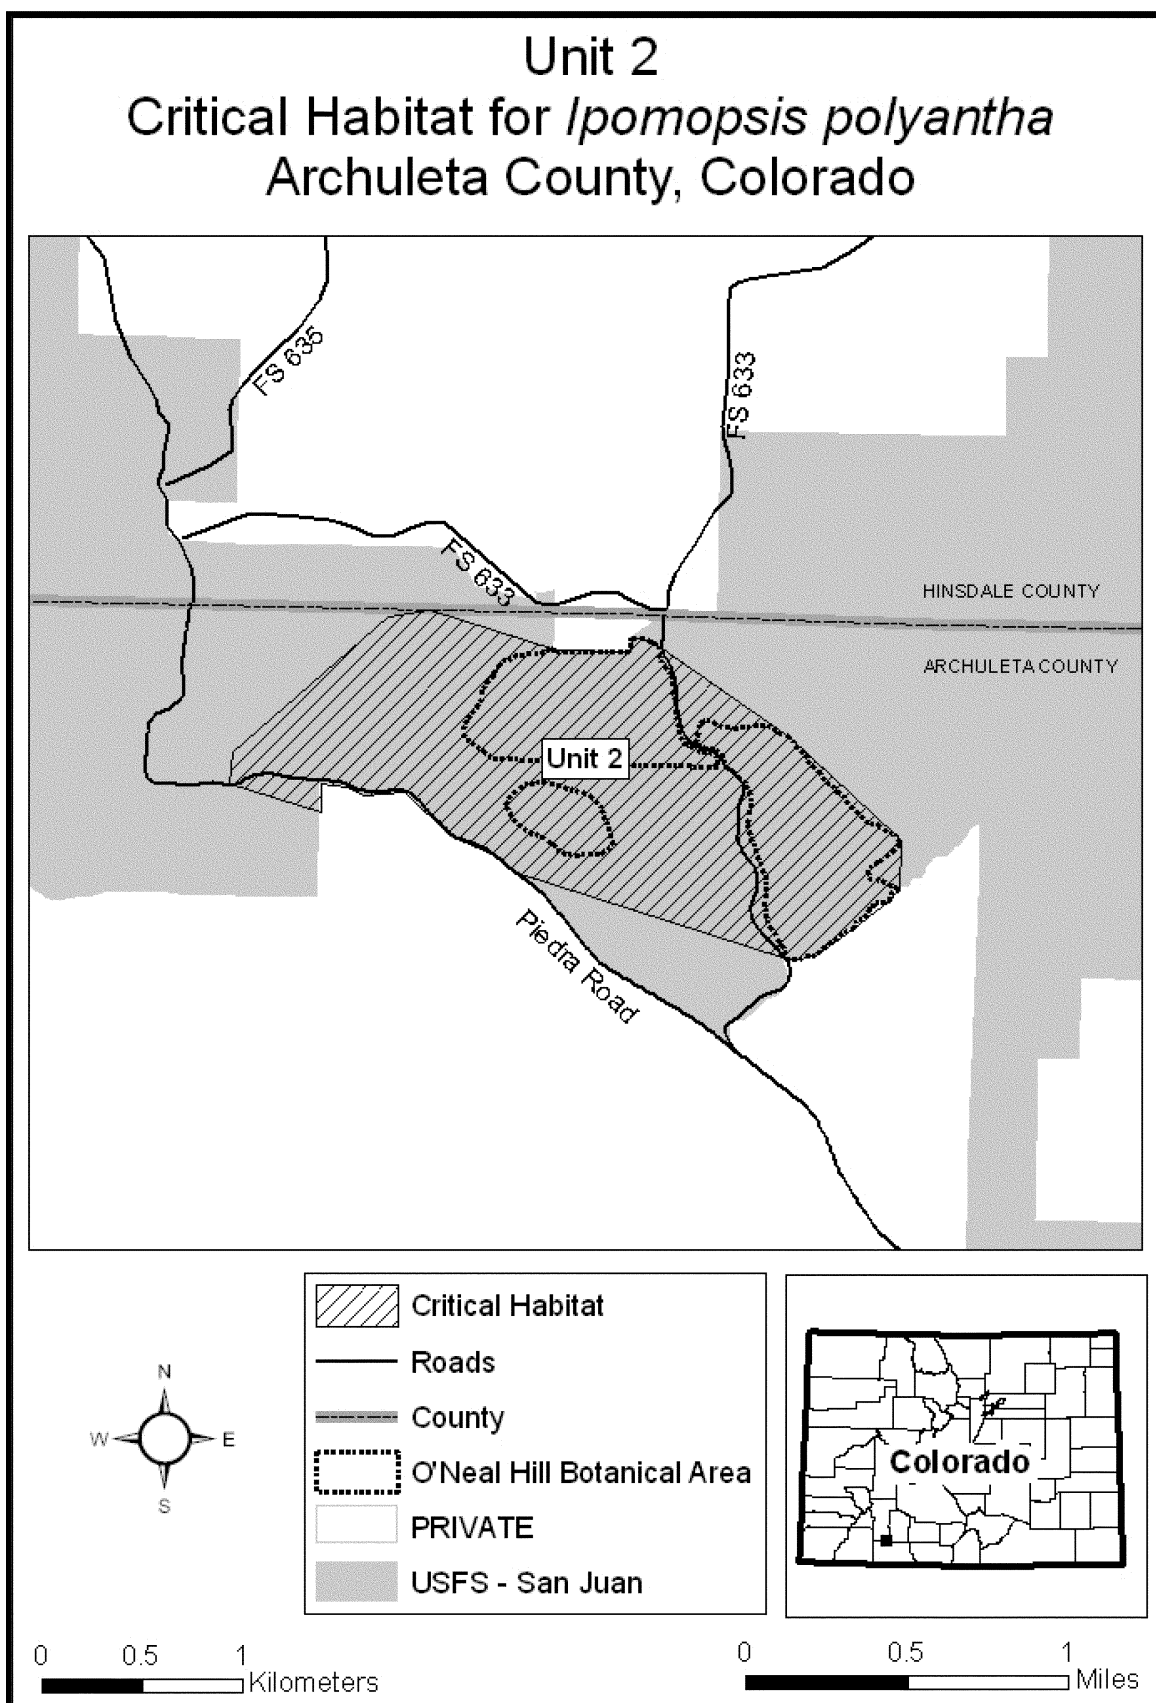 Unit 2
Critical Habitat for Ipomopsis polyantha
Archuleta County, Colorado
FS 635
FS 633
FS 633
HINSDALE COUNTY
ARCHULETA COUNTY
Unit 2
Piedra Road
Critical Habitat
Roads
County
O'Neal Hill Botanical Area
PRIVATE
USFS - San Juan
N
W E
S
Colorado
0 0.5 1
Kilometers
0 0.5 1
Miles